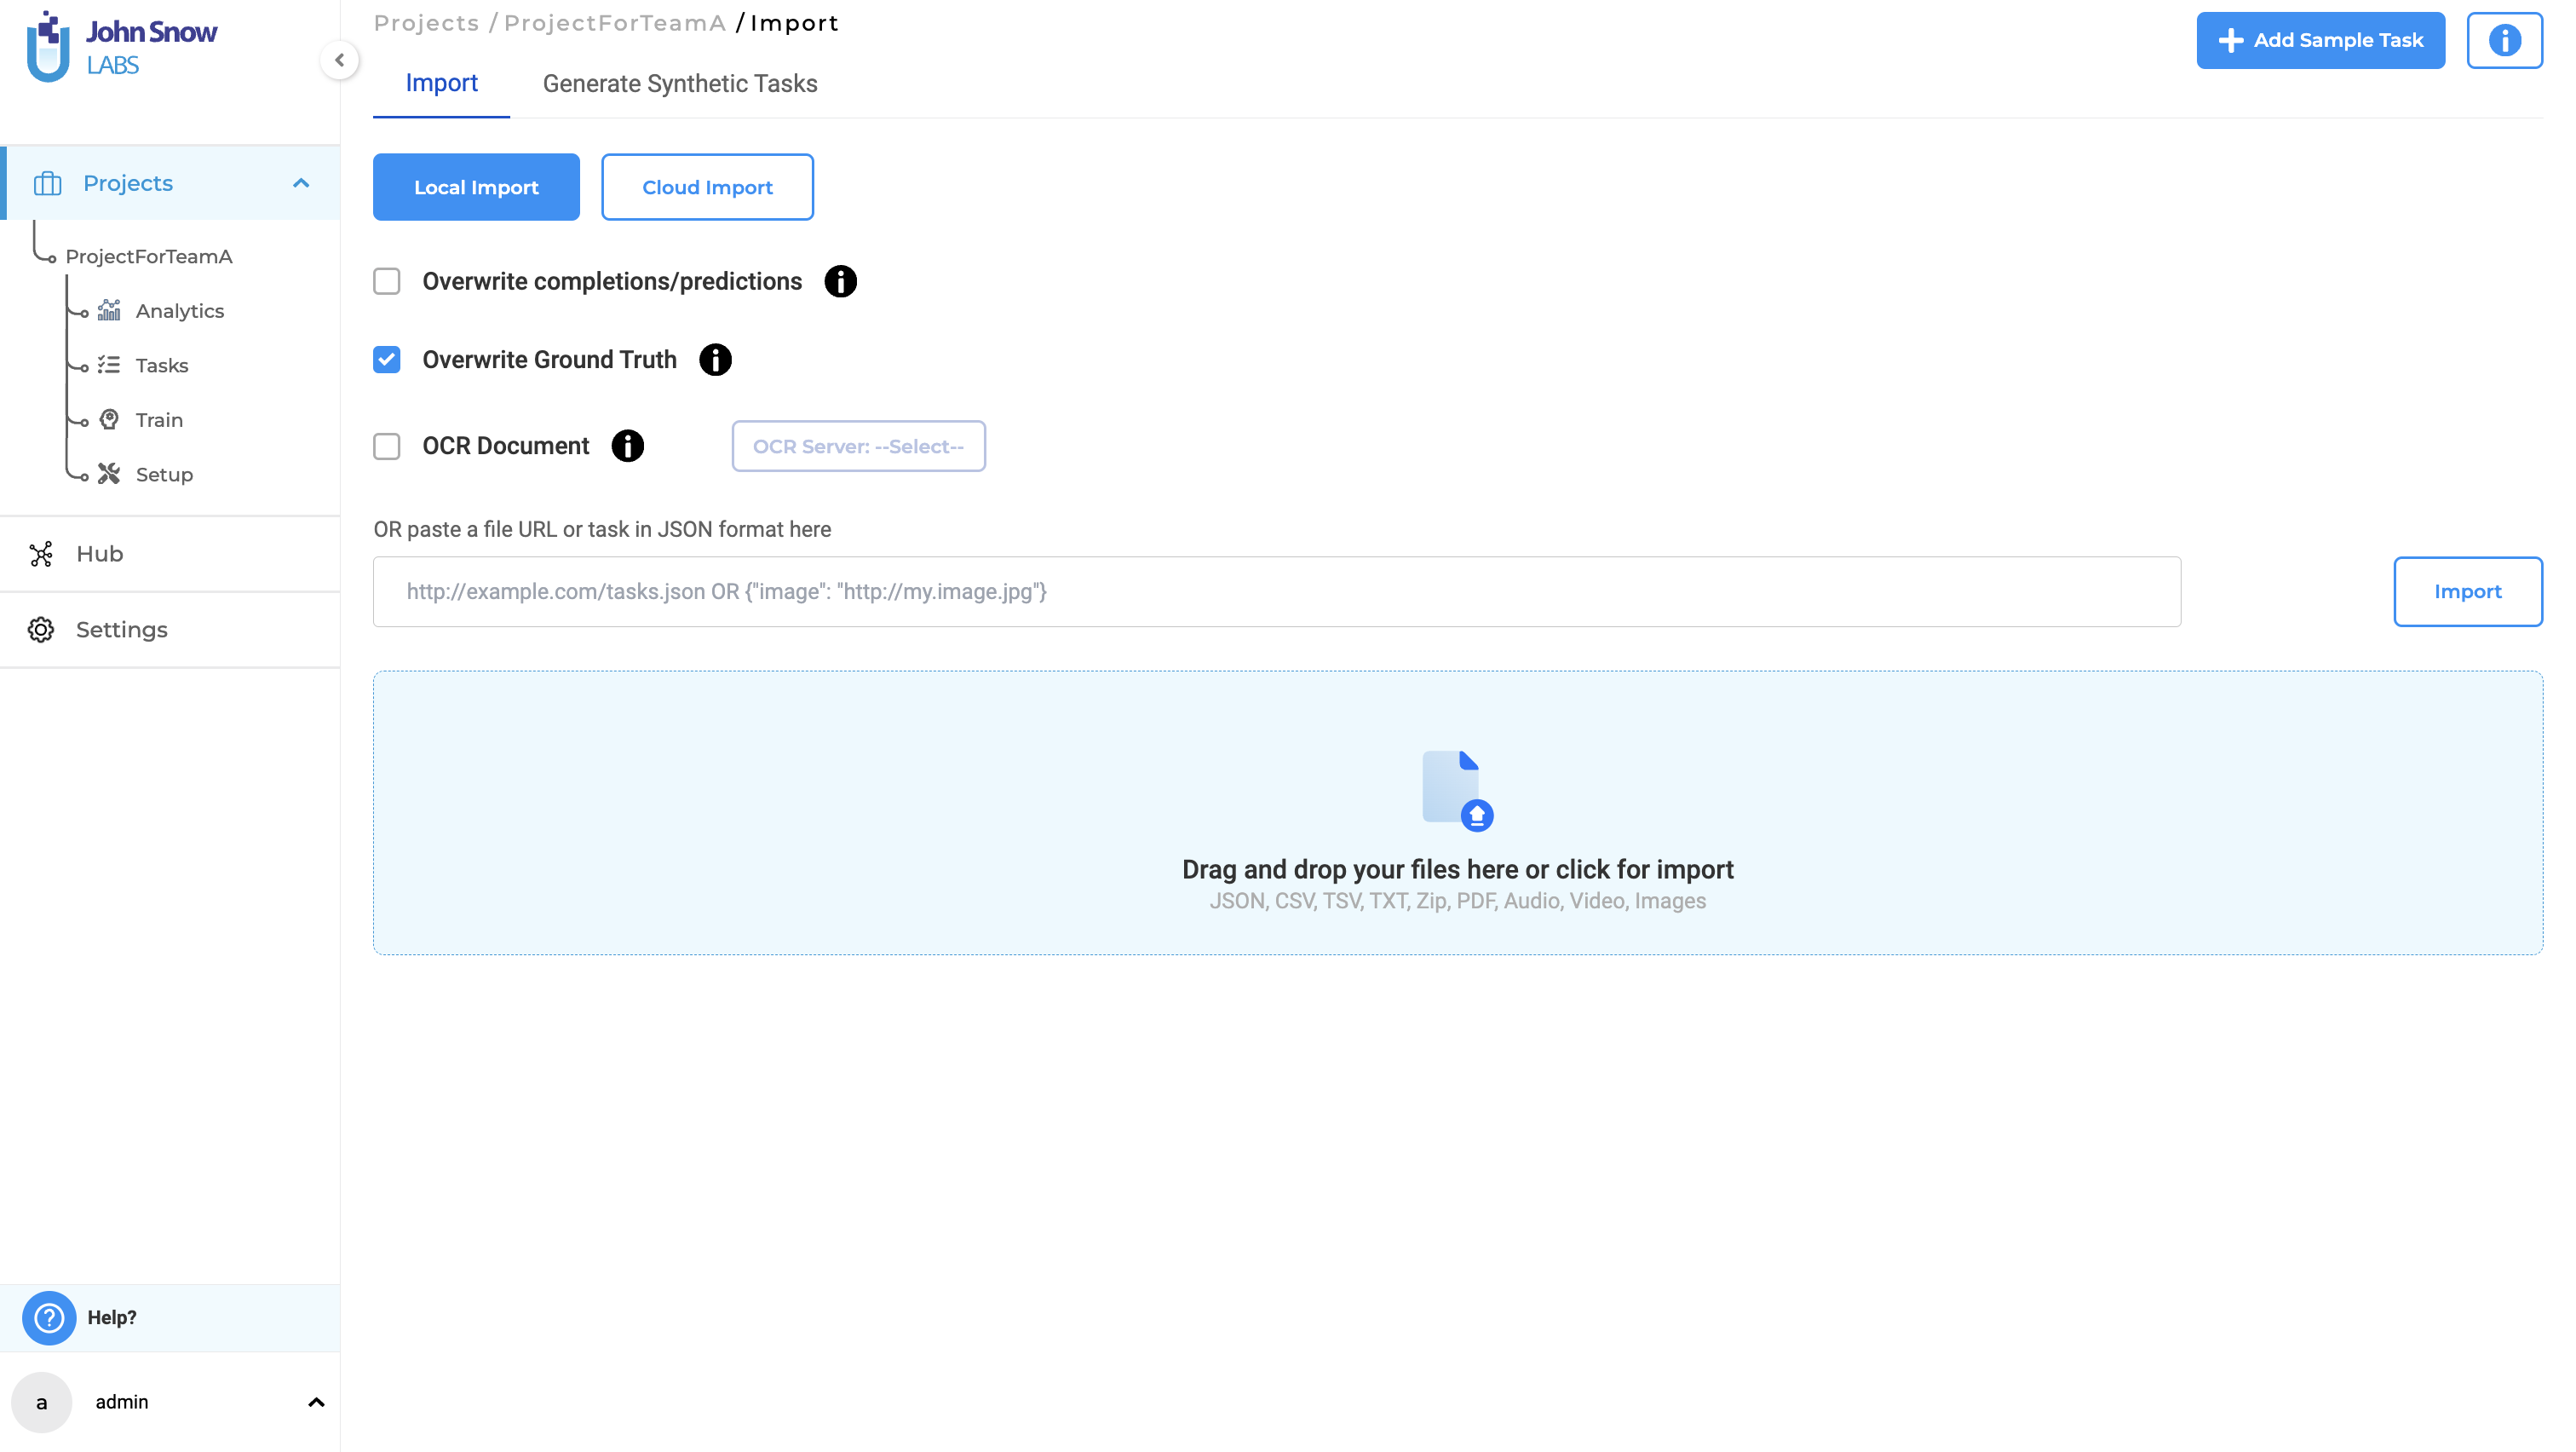 John Snow
LABS
Projects / ProjectForTeamA / Import
Add Sample Task
Import
Generate Synthetic Tasks
Projects
Local Import
Cloud Import
ProjectForTeamA
Analytics
Tasks
Train
Setup
Hub
Settings
Overwrite completions/predictions
Overwrite Ground Truth
OCR Document
OCR Server: --Select--
OR paste a file URL or task in JSON format here
http://example.com/tasks.json OR {"image": "http://my.image.jpg"}
Import
Drag and drop your files here or click for import
JSON, CSV, TSV, TXT, Zip, PDF, Audio, Video, Images
Help?
a
admin